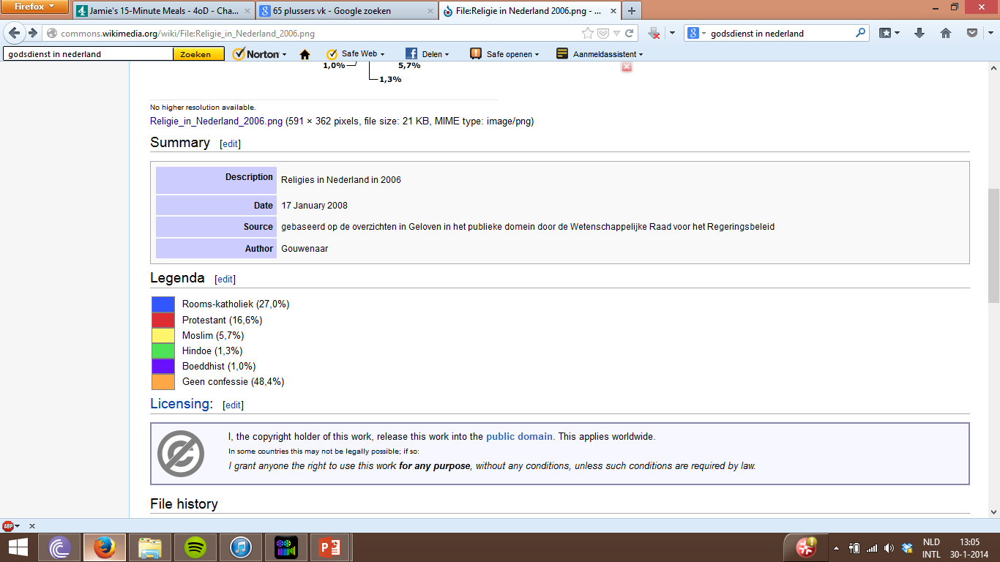 Firefox
Jamie's 15-Minute Meals - 4oD - Cha...
65 plussers vk - Google zoeken
File:Religie in Nederland 2006.png - ...
commons.wikimedia.org/wiki/File:Religie_in_Nederland_2006.png
godsdienst in nederland
godsdienst in nederland
Zoeken
Norton
Safe Web
Delen
Safe openen
Aanmeldassistent
1,0%
5,7%
1,3%
No higher resolution available.
Religie_in_Nederland_2006.png (591 × 362 pixels, file size: 21 KB, MIME type: image/png)
Summary [edit]
Description Religies in Nederland in 2006
Date 17 January 2008
Source gebaseerd op de overzichten in Geloven in het publieke domein door de Wetenschappelijke Raad voor het Regeringsbeleid
Author Gouwenaar
Legenda [edit]
Rooms-katholiek (27,0%)
Protestant (16,6%)
Moslim (5,7%)
Hindoe (1,3%)
Boeddhist (1,0%)
Geen confessie (48,4%)
Licensing: [edit]
I, the copyright holder of this work, release this work into the public domain. This applies worldwide.
In some countries this may not be legally possible; if so:
I grant anyone the right to use this work for any purpose, without any conditions, unless such conditions are required by law.
File history
ABP
NLD
INTL
13:05
30-1-2014